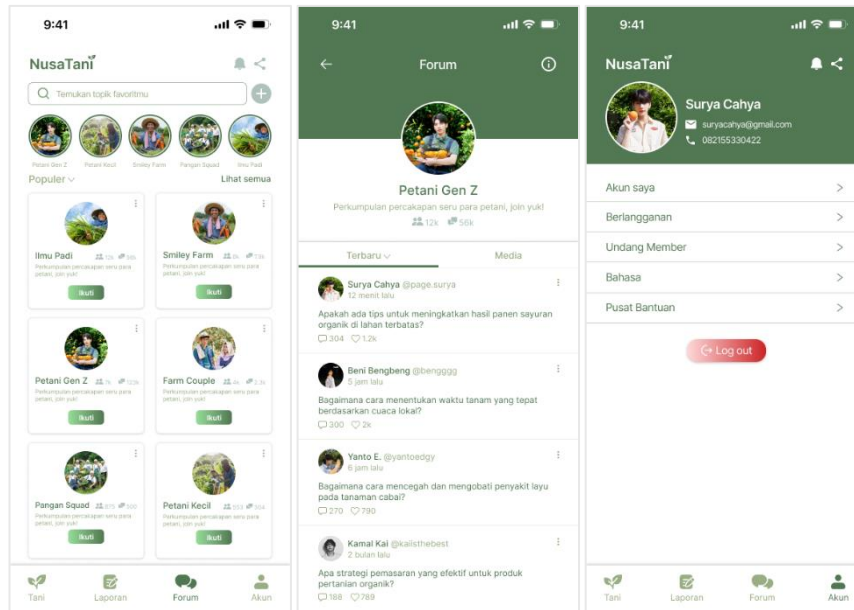 9:41
NusaTani
Temukan topik favoritmu
Petani Gen Z
Petani Kecil
Smiley Farm
Pangan Squad
Ilmu Padi
Populer
Lihat semua
Ilmu Padi
Perkumpulan percakapan seru para
petani, join yuk!
Ikuti
Smiley Farm
Perkumpulan percakapan seru para
petani, join yuk!
Ikuti
Petani Gen Z
Perkumpulan percakapan seru para
petani, join yuk!
Ikuti
Farm Couple
2.3k
Perkumpulan percakapan seru para
petani, join yuk!
Ikuti
Pangan Squad
500
Perkumpulan percakapan seru para
petani, join yuk!
Ikuti
Petani Kecil
Perkumpulan percakapan seru para
petani, join yuk!
Ikuti
Tani
Laporan
Forum
Akun
9:41
Forum
Petani Gen Z
Perkumpulan percakapan seru para petani, join yuk!
12k 56k
Terbaru
Media
Surya Cahya @page.surya
12 menit lalu
Apakah ada tips untuk meningkatkan hasil panen sayuran
organik di lahan terbatas?
304 1.2k
Beni Bengbeng @bengggg
5 jam lalu
Bagaimana cara menentukan waktu tanam yang tepat
berdasarkan cuaca lokal?
300 2k
Yanto E. @yantoedgy
6 jam lalu
Bagaimana cara mencegah dan mengobati penyakit layu
pada tanaman cabai?
270 790
Kamal Kai @kaiisthebest
2 bulan lalu
Apa strategi pemasaran yang efektif untuk produk
pertanian organik?
188 789
9:41
NusaTani
Surya Cahya
suryacahya@gmail.com
082155330422
Akun saya
Berlangganan
Undang Member
Bahasa
Pusat Bantuan
Log out
Tani
Laporan
Forum
Akun